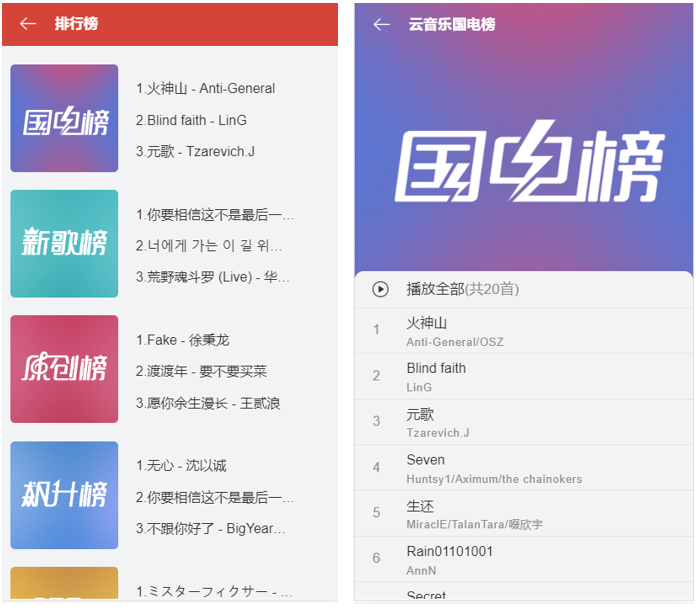 排行榜
国电榜
1.火神山 - Anti-General
2.Blind faith - LinG
3.元歌 - Tzarevich.J
新歌榜
1.你要相信这不是最后一...
2.너에게 가는 이 길 위...
3.荒野魂斗罗 (Live) - 华...
原创榜
1.Fake - 徐秉龙
2.渡渡年 - 要不要买菜
3.愿你余生漫长 - 王贰浪
飙升榜
1.无心 - 沈以诚
2.你要相信这不是最后一...
3.不跟你好了 - BigYear...
1.ミスターフィクサー - ...
云音乐国电榜
国电榜
播放全部(共20首)
1
火神山
Anti-General/OSZ
2
Blind faith
LinG
3
元歌
Tzarevich.J
4
Seven
Huntsy1/Aximum/the chainokers
5
生还
MiraclE/TalanTara/啜欣宇
6
Rain01101001
AnnN
Secret